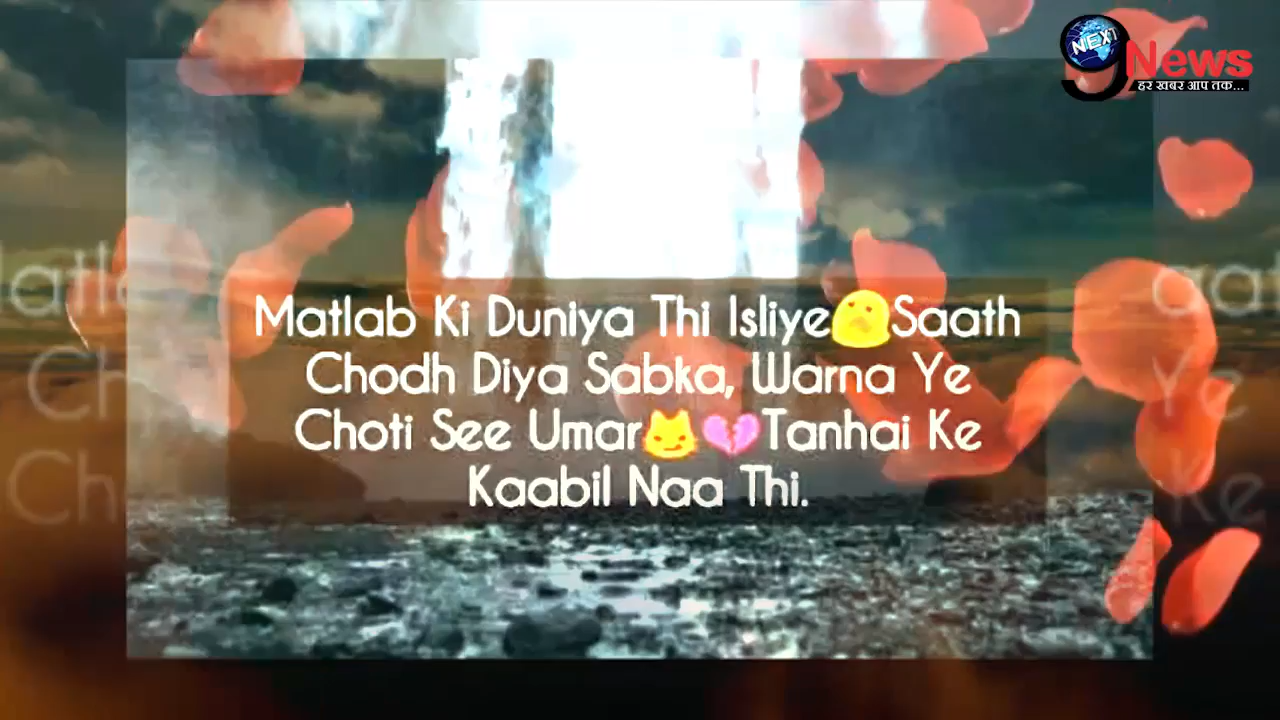 NEXT
9 News
हर खबर आप तक...
Matlab Ki Duniya Thi Isliye😮Saath
Chodh Diya Sabka, Warna Ye
Choti See Umar😼💔Tanhai Ke
Kaabil Naa Thi.